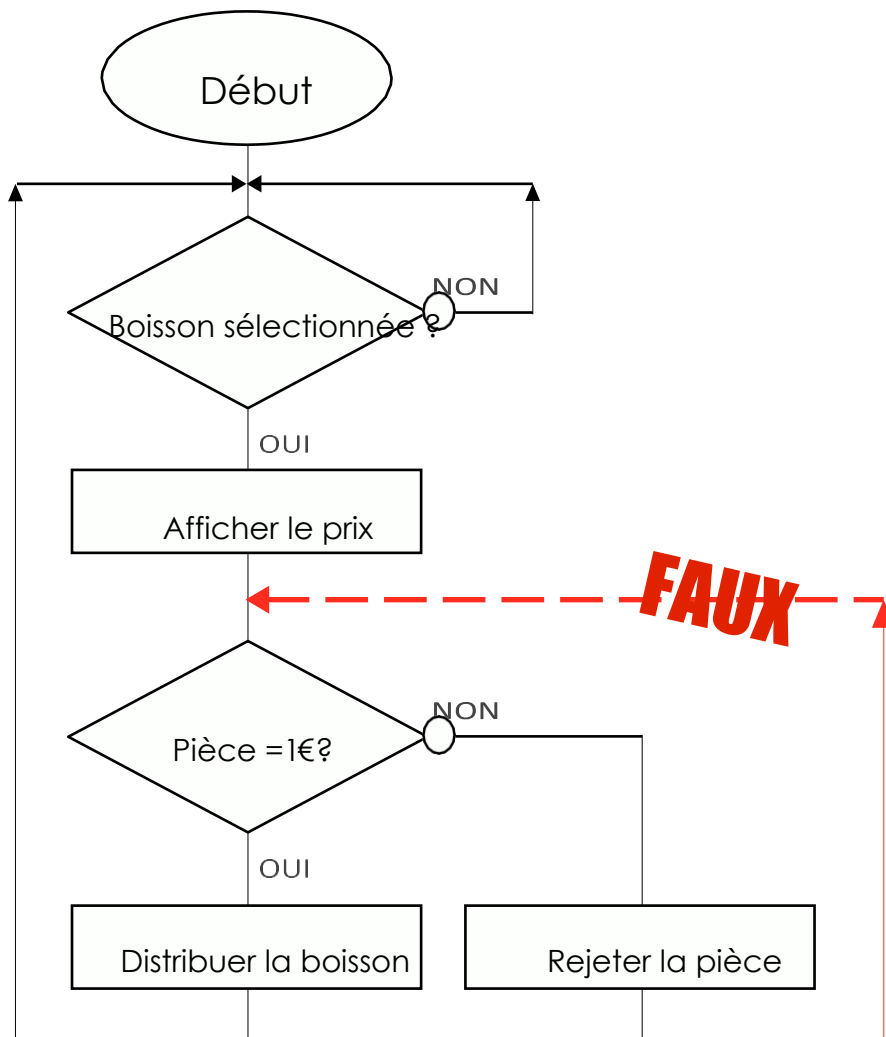 Début
NON
Boisson sélectionnée ?
OUI
Afficher le prix
FAUX
NON
Pièce =1€?
OUI
Distribuer la boisson
Rejeter la pièce